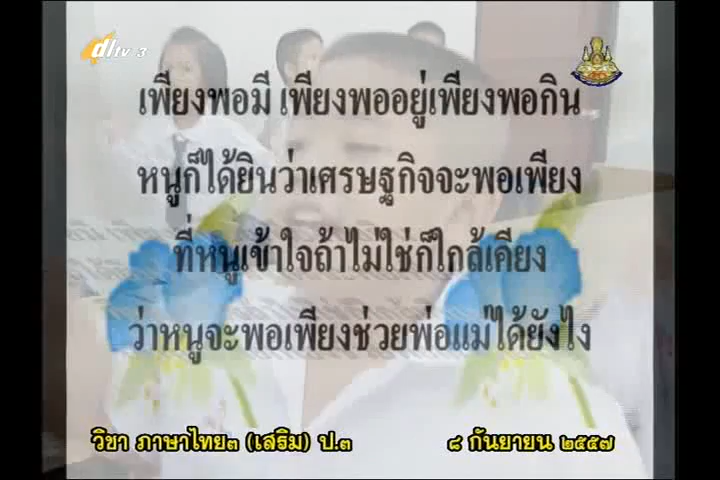 dltv 3
เพียงพอมี เพียงพออยู่เพียงพอกิน
หนูก็ได้ยินว่าเศรษฐกิจจะพอเพียง
ที่หนูเข้าใจถ้าไม่ใช่ก็ใกล้เคียง
ว่าหนูจะพอเพียงช่วยพ่อแม่ได้ยังไง
วิชา ภาษาไทย๓ (เสริม) ป.๓ ๘ กันยายน ๒๕๕๗